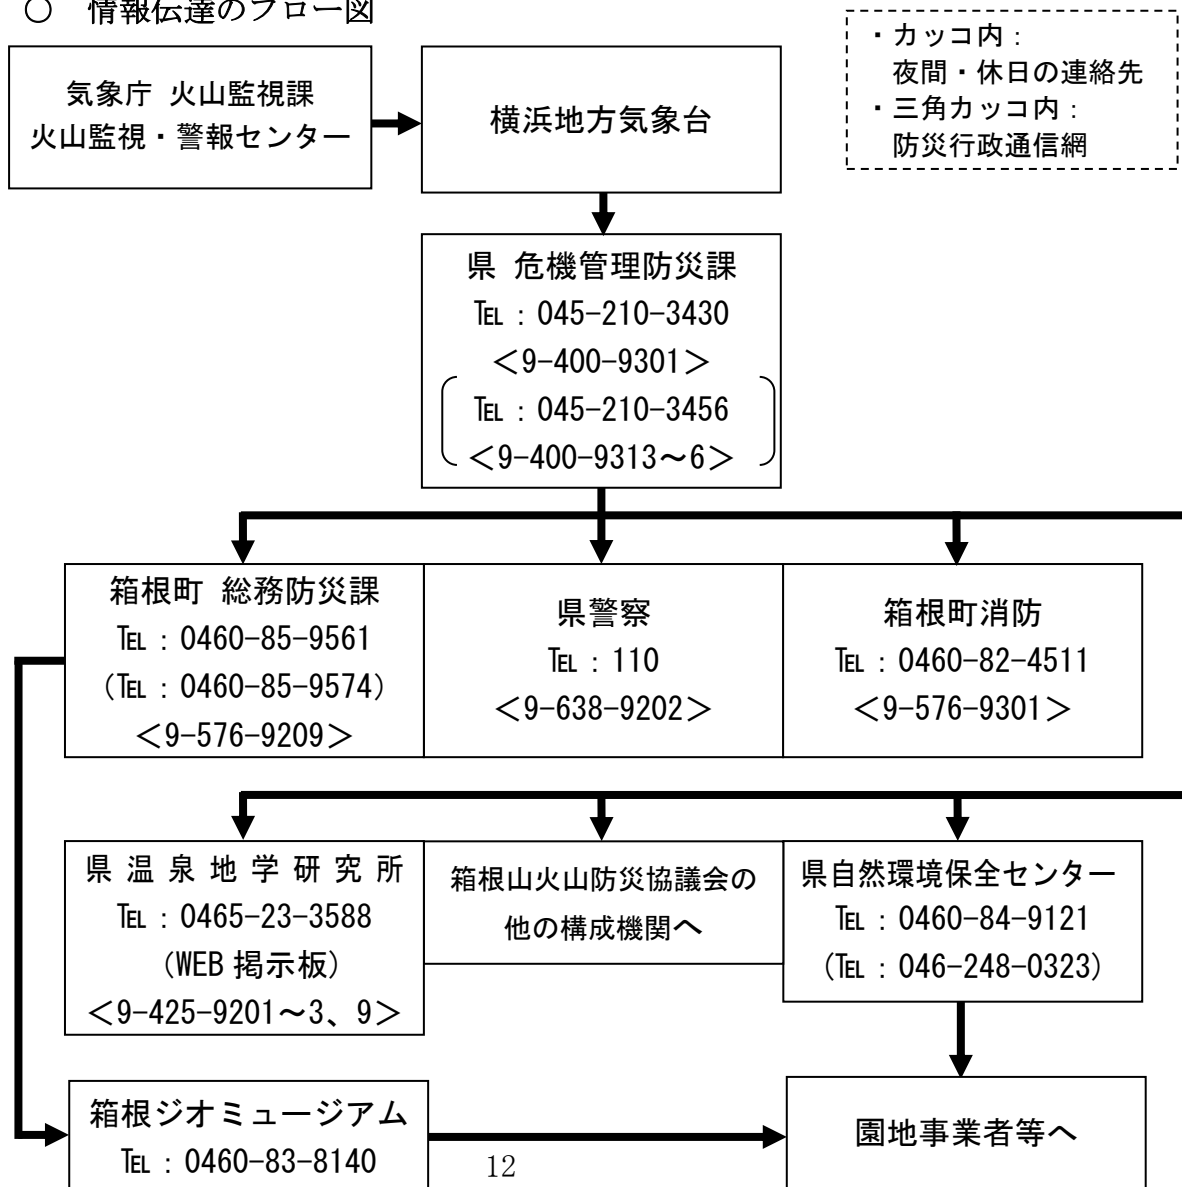 ○　情報伝達のフロー図
・カッコ内：
夜間・休日の連絡先
・三角カッコ内：
防災行政通信網
気象庁 火山監視課
火山監視・警報センター
横浜地方気象台
県 危機管理防災課
℡：045-210-3430
＜9-400-9301＞
℡：045-210-3456
＜9-400-9313～6＞
箱根町 総務防災課
℡：0460-85-9561
（℡：0460-85-9574）
＜9-576-9209＞
県警察
℡：110
＜9-638-9202＞
箱根町消防
℡：0460-82-4511
＜9-576-9301＞
県温泉地学研究所
℡：0465-23-3588
（WEB 掲示板）
＜9-425-9201～3、9＞
箱根山火山防災協議会の
他の構成機関へ
県自然環境保全センター
℡：0460-84-9121
（℡：046-248-0323）
箱根ジオミュージアム
℡：0460-83-8140
園地事業者等へ
12